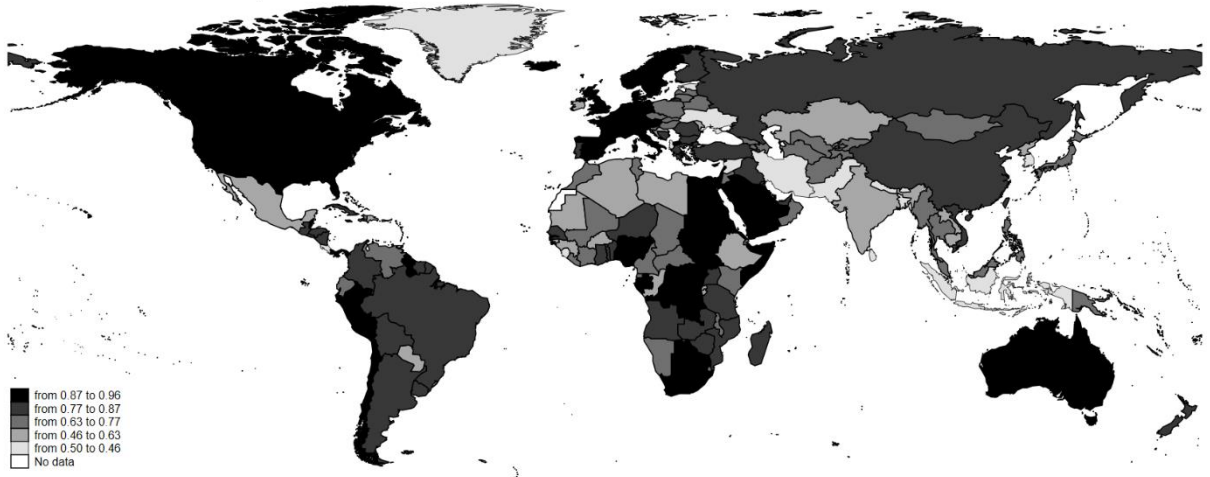 from 0.87 to 0.96
from 0.77 to 0.87
from 0.63 to 0.77
from 0.46 to 0.63
from 0.50 to 0.46
No data